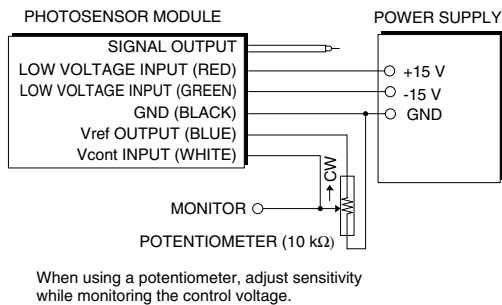 PHOTOSENSOR MODULE
POWER SUPPLY
SIGNAL OUTPUT
LOW VOLTAGE INPUT (RED)
+15 V
LOW VOLTAGE INPUT (GREEN)
-15 V
GND (BLACK)
GND
Vref OUTPUT (BLUE)
Vcont INPUT (WHITE)
CW
MONITOR
POTENTIOMETER (10 kΩ)
When using a potentiometer, adjust sensitivity
while monitoring the control voltage.